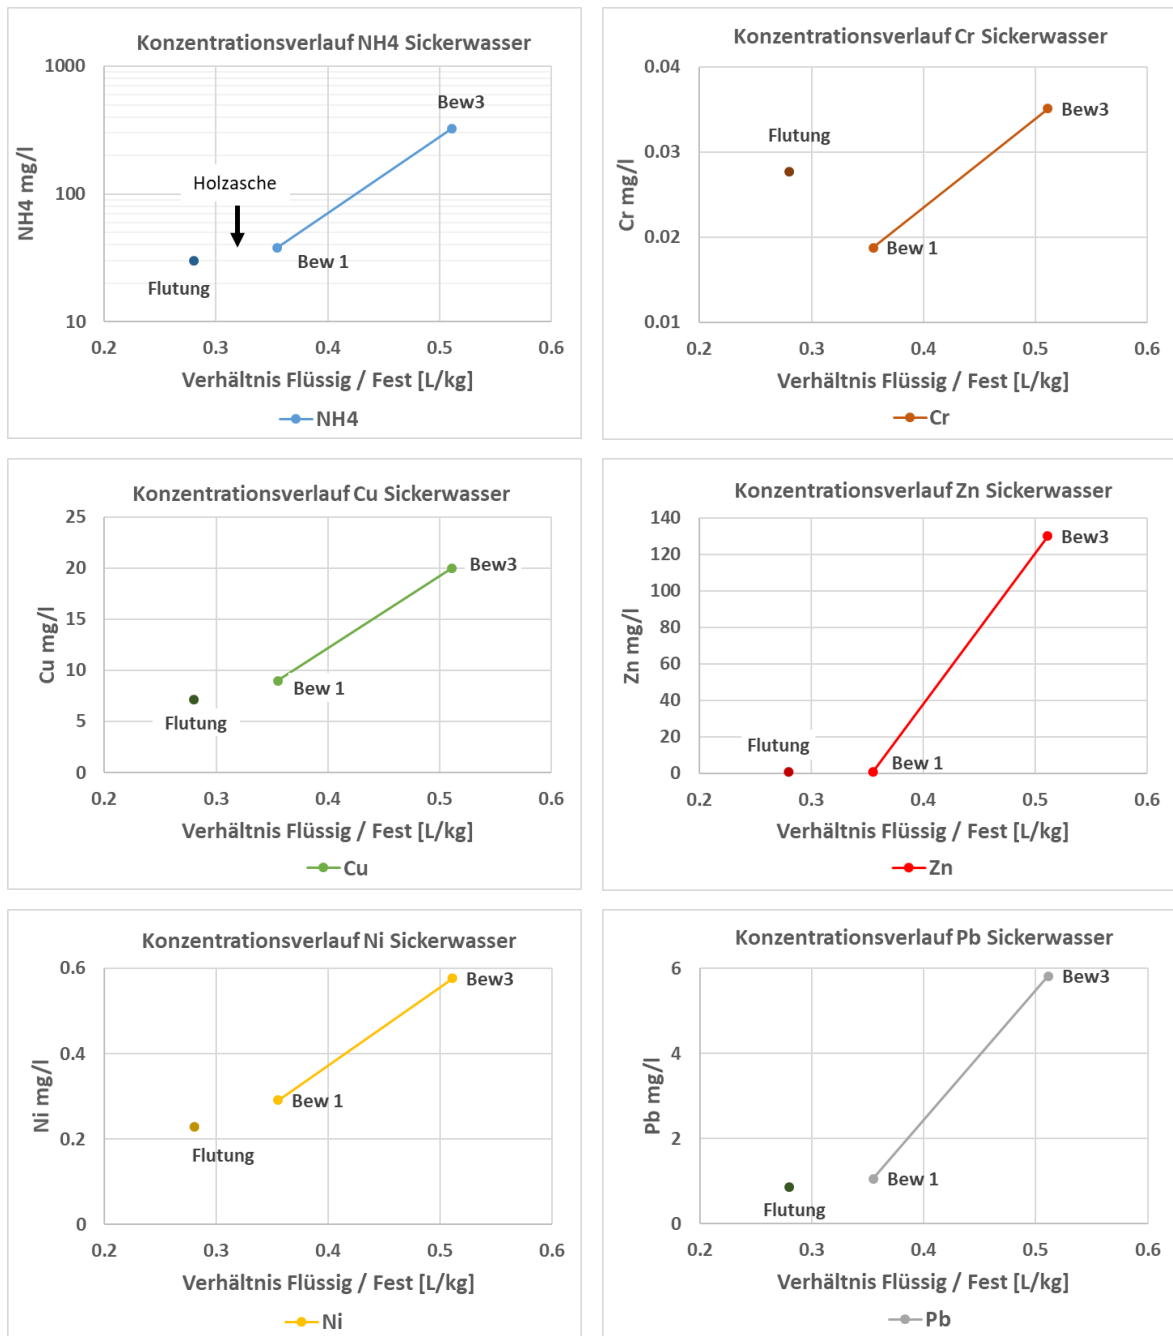 Konzentrationsverlauf NH4 Sickerwasser
1000
100
10
NH4 mg/l
Bew3
Holzasche
Bew 1
Flutung
0.2 0.3 0.4 0.5 0.6
Verhältnis Flüssig / Fest [L/kg]
NH4
Konzentrationsverlauf Cr Sickerwasser
0.04
0.03
0.02
0.01
Cr mg/l
Bew3
Flutung
Bew 1
0.2 0.3 0.4 0.5 0.6
Verhältnis Flüssig / Fest [L/kg]
Cr
Konzentrationsverlauf Cu Sickerwasser
25
20
15
10
5
0
Cu mg/l
Bew3
Bew 1
Flutung
0.2 0.3 0.4 0.5 0.6
Verhältnis Flüssig / Fest [L/kg]
Cu
Konzentrationsverlauf Zn Sickerwasser
140
120
100
80
60
40
20
0
Zn mg/l
Bew3
Flutung
Bew 1
0.2 0.3 0.4 0.5 0.6
Verhältnis Flüssig / Fest [L/kg]
Zn
Konzentrationsverlauf Ni Sickerwasser
0.6
0.4
0.2
0
Ni mg/l
Bew3
Bew 1
Flutung
0.2 0.3 0.4 0.5 0.6
Verhältnis Flüssig / Fest [L/kg]
Ni
Konzentrationsverlauf Pb Sickerwasser
6
4
2
0
Pb mg/l
Bew3
Bew 1
Flutung
0.2 0.3 0.4 0.5 0.6
Verhältnis Flüssig / Fest [L/kg]
Pb